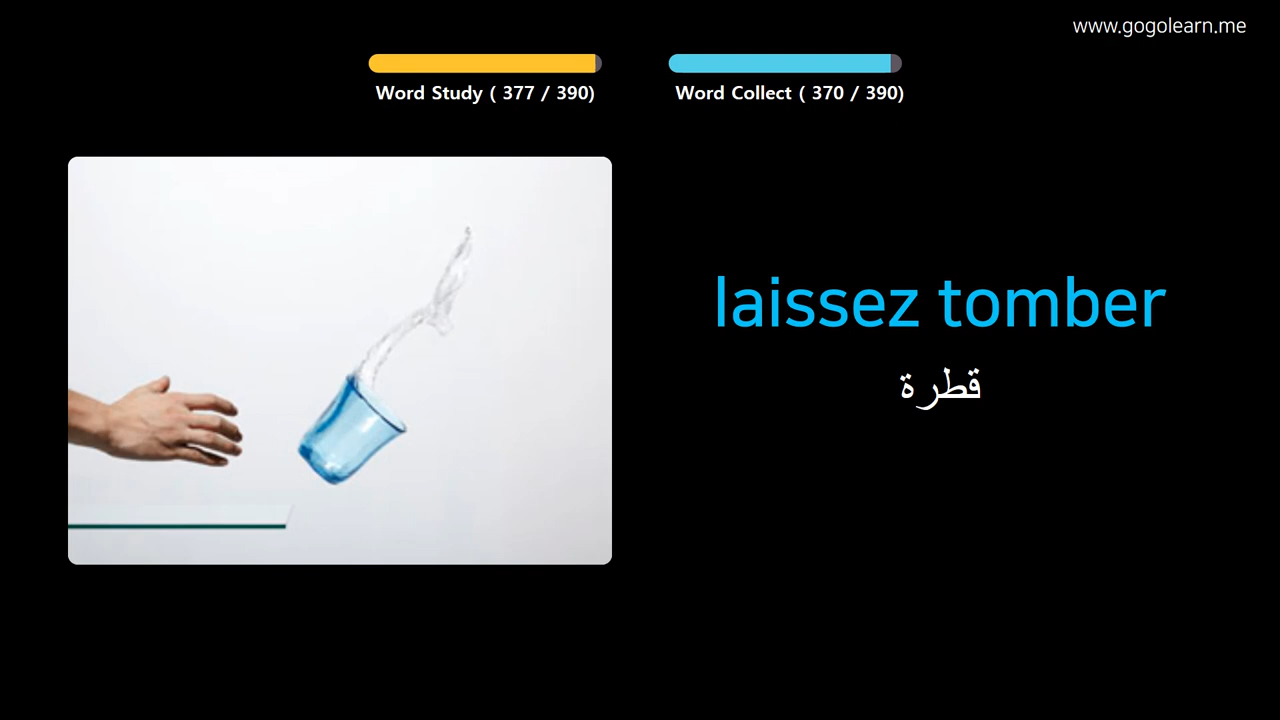 www.gogolearn.me
Word Study ( 377 / 390)
Word Collect ( 370 / 390)
laissez tomber
قطرة